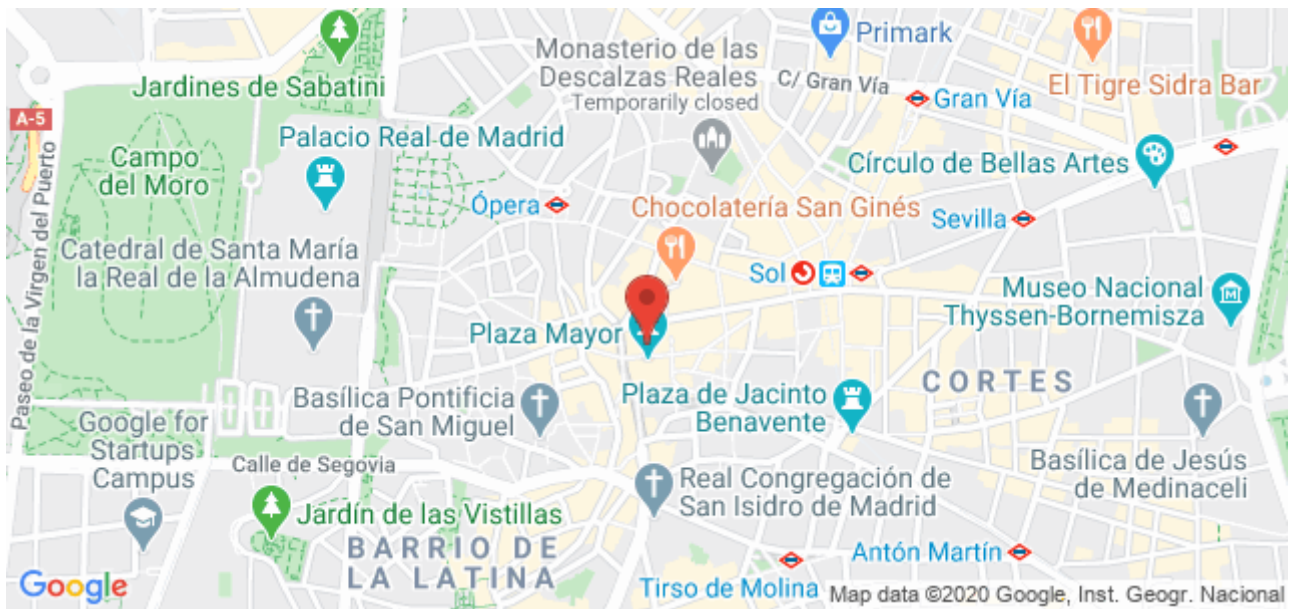 Monasterio de las
Descalzas Reales
Temporarily closed
Primark
El Tigre Sidra Bar
Jardines de Sabatini
C/ Gran Vía
Gran Vía
A-5
Palacio Real de Madrid
Campo
del Moro
Círculo de Bellas Artes
Ópera
Chocolatería San Ginés
Sevilla
Paseo de la Virgen del Puerto
Catedral de Santa María
la Real de la Almudena
Sol
Museo Nacional
Thyssen-Bornemisza
Plaza Mayor
CORTES
Basílica Pontificia
de San Miguel
Plaza de Jacinto
Benavente
Google for
Startups
Campus
Calle de Segovia
Basílica de Jesús
de Medinaceli
Real Congregación de
San Isidro de Madrid
Jardín de las Vistillas
BARRIO DE
LA LATINA
Antón Martín
Tirso de Molina
Google
Map data ©2020 Google, Inst. Geogr. Nacional